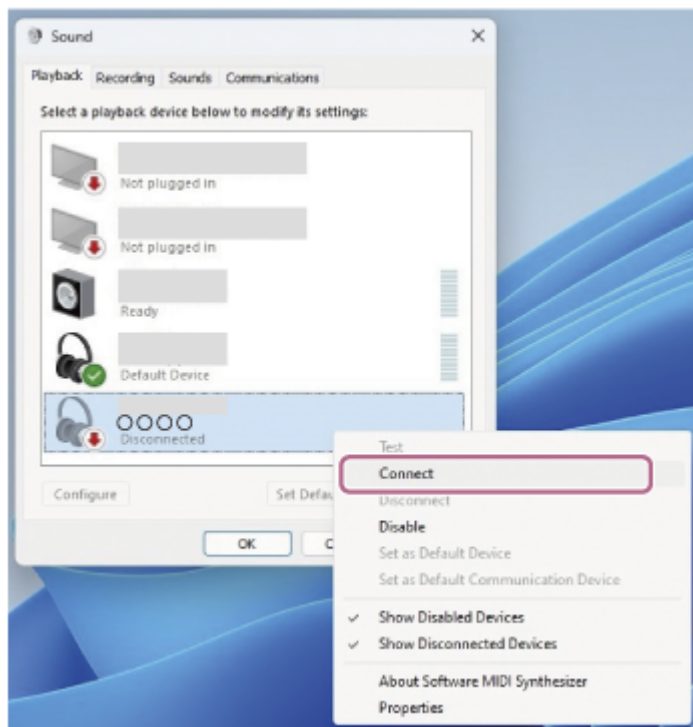 Sound
Playback Recording Sounds Communications
Select a playback device below to modify its settings:
Not plugged in
Not plugged in
Ready
Default Device
OOOO
Disconnected
Configure
Set Defau
OK
C
Test
Connect
Disconnect
Disable
Set as Default Device
Set as Default Communication Device
Show Disabled Devices
Show Disconnected Devices
About Software MIDI Synthesizer
Properties